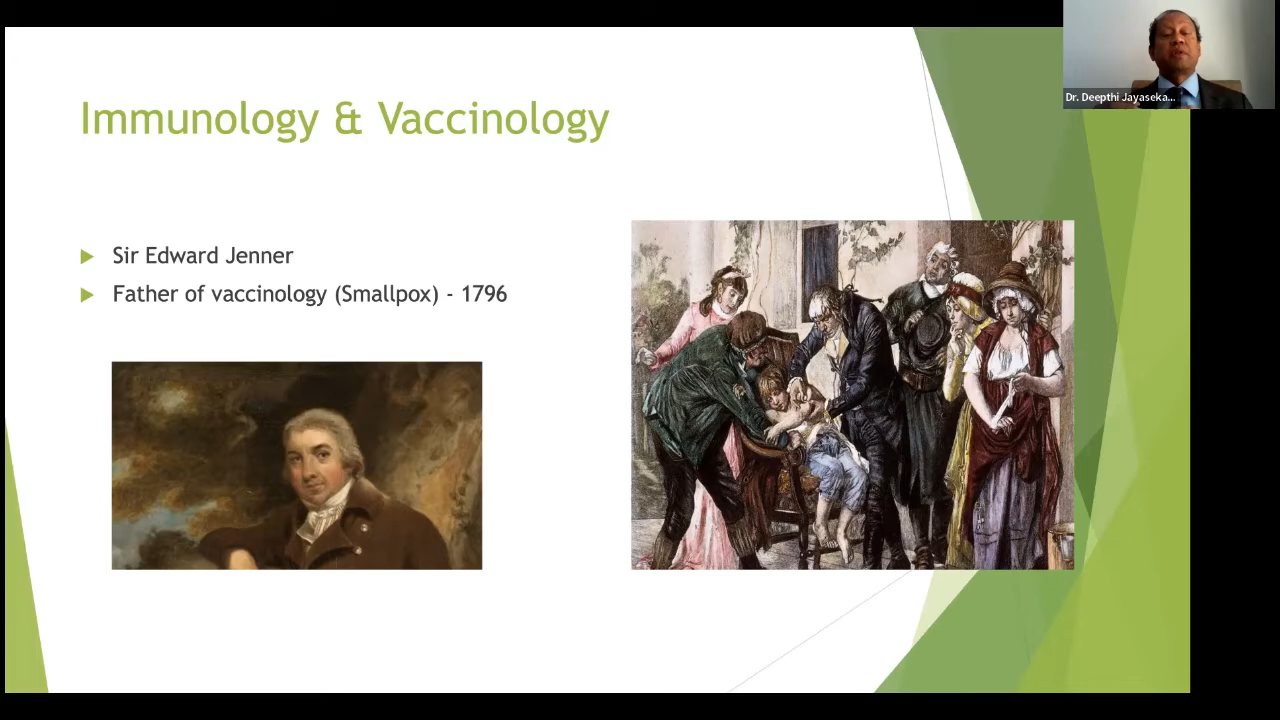 Immunology & Vaccinology
Sir Edward Jenner
Father of vaccinology (Smallpox) - 1796
Dr. Deepthi Jayaseka...